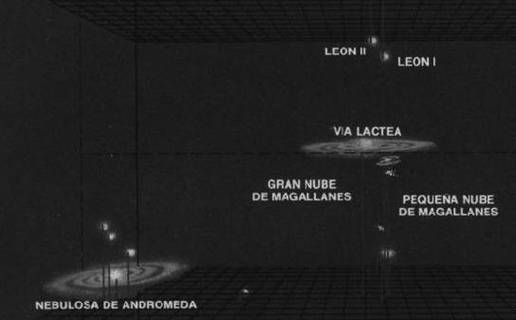 LEON II
LEON I
VIA LACTEA
GRAN NUBE
DE MAGALLANES
PEQUEÑA NUBE
DE MAGALLANES
NEBULOSA DE ANDROMEDA